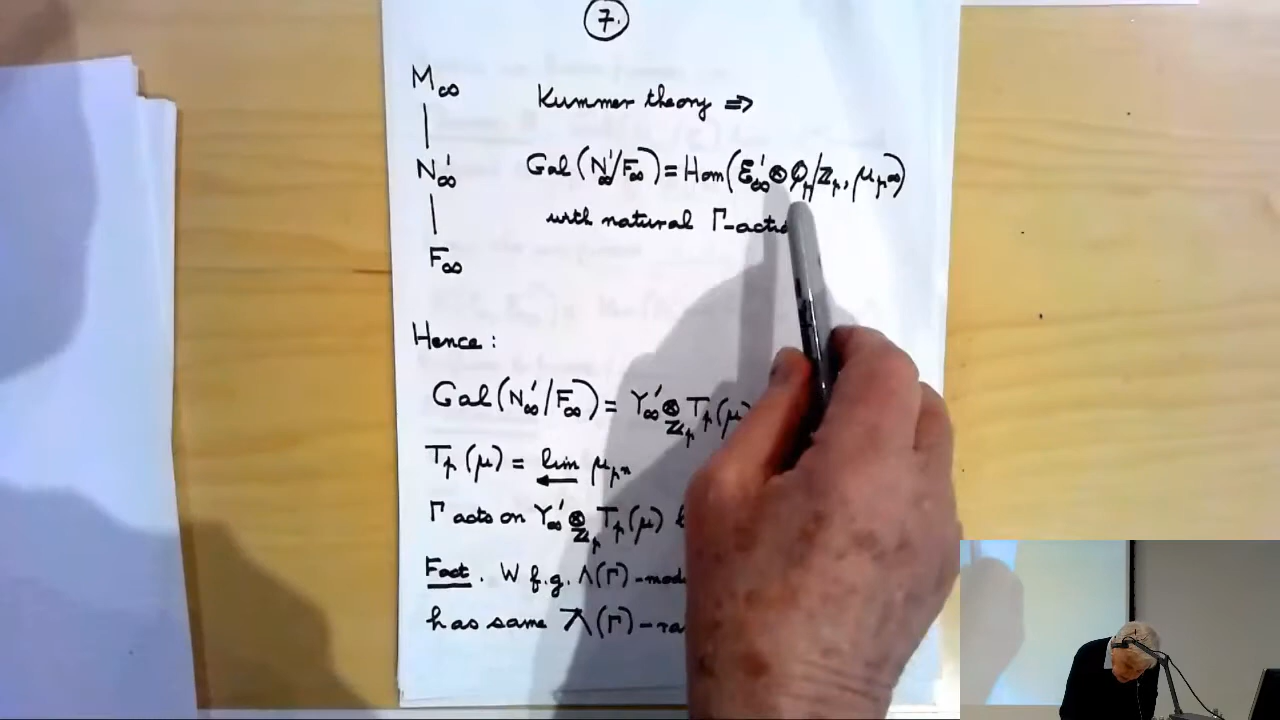 7.
M∞
Kummer theory ⇒
N'∞
Gal(N'∞/F∞) = Hom(Ɛ'∞ ⊗ ℚp/ℤp, μp∞)
with natural Γ-actio
F∞
Hence:
Gal(N'∞/F∞) = Y'∞ ⊗ℤp Tp(μ)
Tp(μ) = lim← μpⁿ
Γ acts on Y'∞ ⊗ℤp Tp(μ)
Fact. W f.g. Λ(Γ)-mod
has same Λ(Γ)-ra